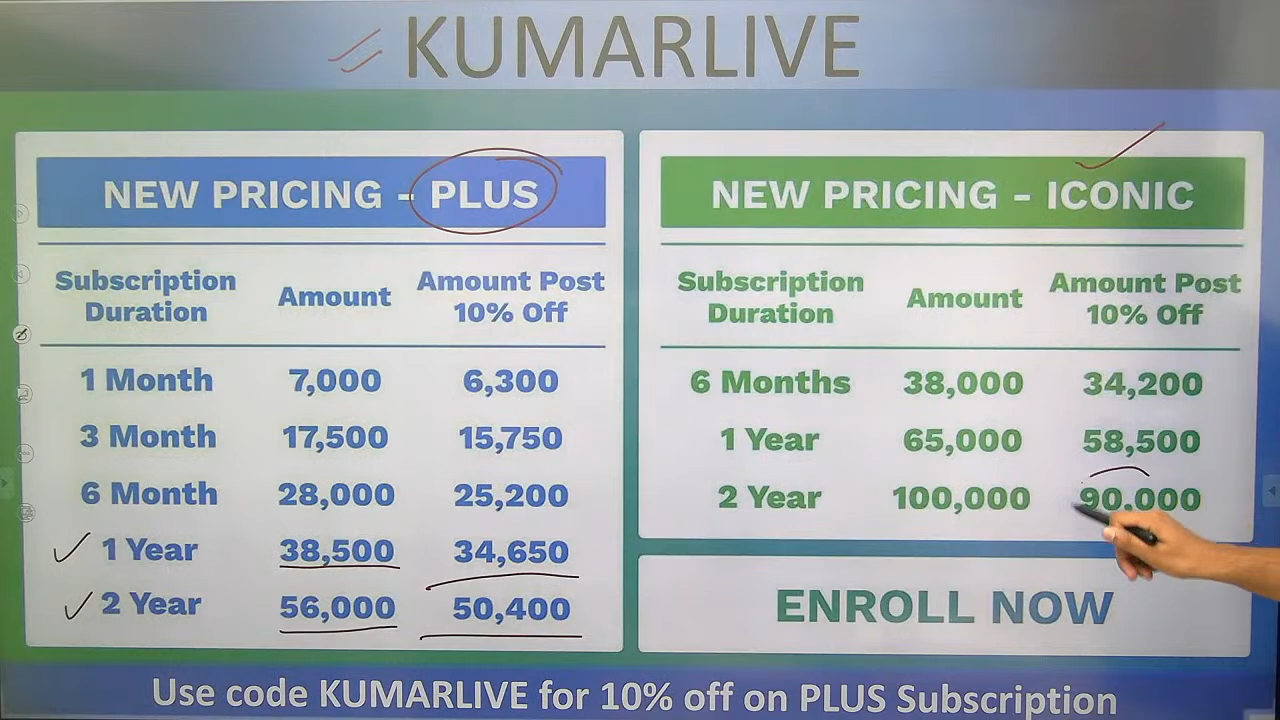 KUMARLIVE
NEW PRICING - PLUS
Subscription Duration Amount Amount Post 10% Off
1 Month 7,000 6,300
3 Month 17,500 15,750
6 Month 28,000 25,200
1 Year 38,500 34,650
2 Year 56,000 50,400
NEW PRICING - ICONIC
Subscription Duration Amount Amount Post 10% Off
6 Months 38,000 34,200
1 Year 65,000 58,500
2 Year 100,000 90,000
ENROLL NOW
Use code KUMARLIVE for 10% off on PLUS Subscription